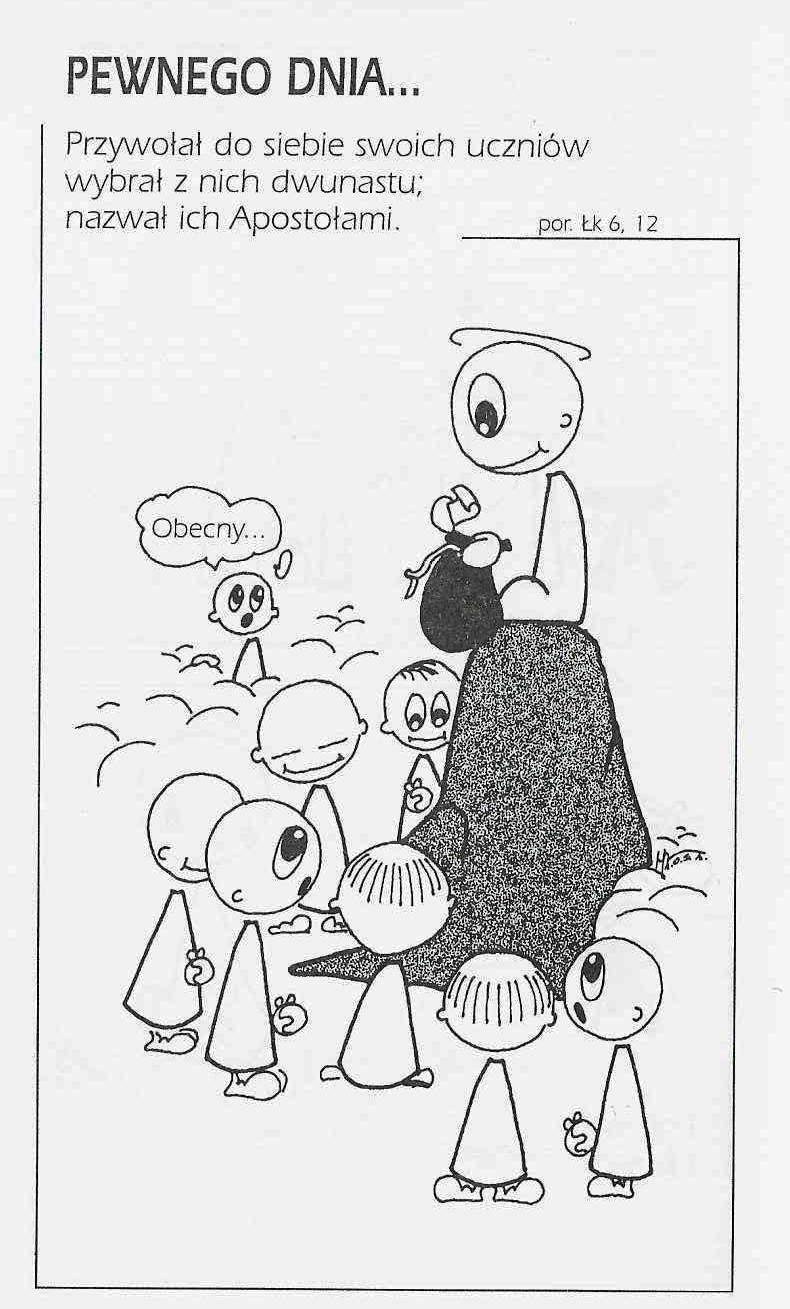 PEWNEGO DNIA...
Przywołał do siebie swoich uczniów
wybrał z nich dwunastu;
nazwał ich Apostołami.
por. Łk 6, 12
Obecny...